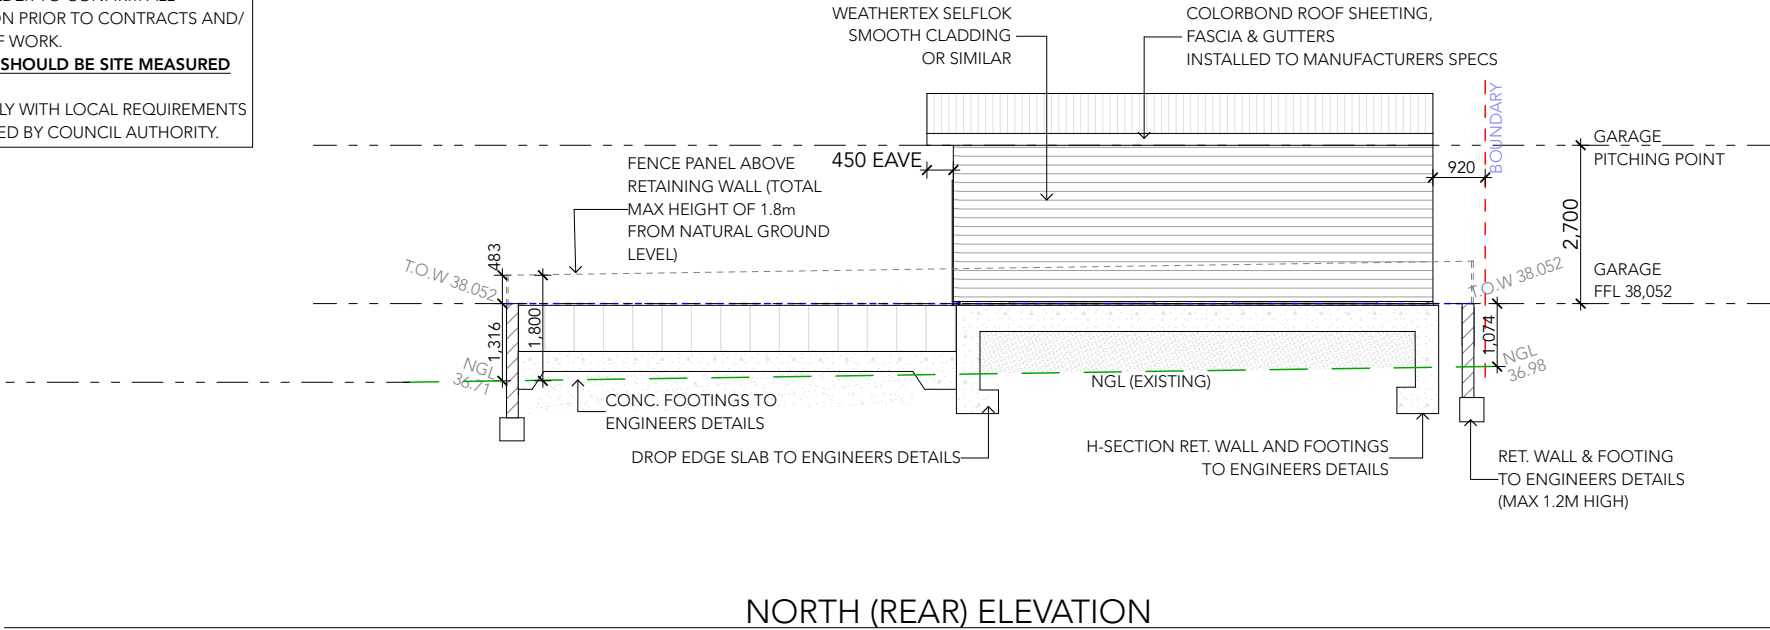 ON PRIOR TO CONTRACTS AND/
F WORK.
SHOULD BE SITE MEASURED
LY WITH LOCAL REQUIREMENTS
ED BY COUNCIL AUTHORITY.
WEATHERTEX SELFLOK
SMOOTH CLADDING
OR SIMILAR
COLORBOND ROOF SHEETING,
FASCIA & GUTTERS
INSTALLED TO MANUFACTURERS SPECS
BOUNDARY
GARAGE
PITCHING POINT
450 EAVE
920
2,700
FENCE PANEL ABOVE
RETAINING WALL (TOTAL
MAX HEIGHT OF 1.8m
FROM NATURAL GROUND
LEVEL)
483
T.O.W 38.052
1,316
1,800
NGL
36.71
T.O.W 38.052
GARAGE
FFL 38,052
1,074
NGL
36.98
NGL (EXISTING)
CONC. FOOTINGS TO
ENGINEERS DETAILS
DROP EDGE SLAB TO ENGINEERS DETAILS
H-SECTION RET. WALL AND FOOTINGS
TO ENGINEERS DETAILS
RET. WALL & FOOTING
TO ENGINEERS DETAILS
(MAX 1.2M HIGH)
NORTH (REAR) ELEVATION